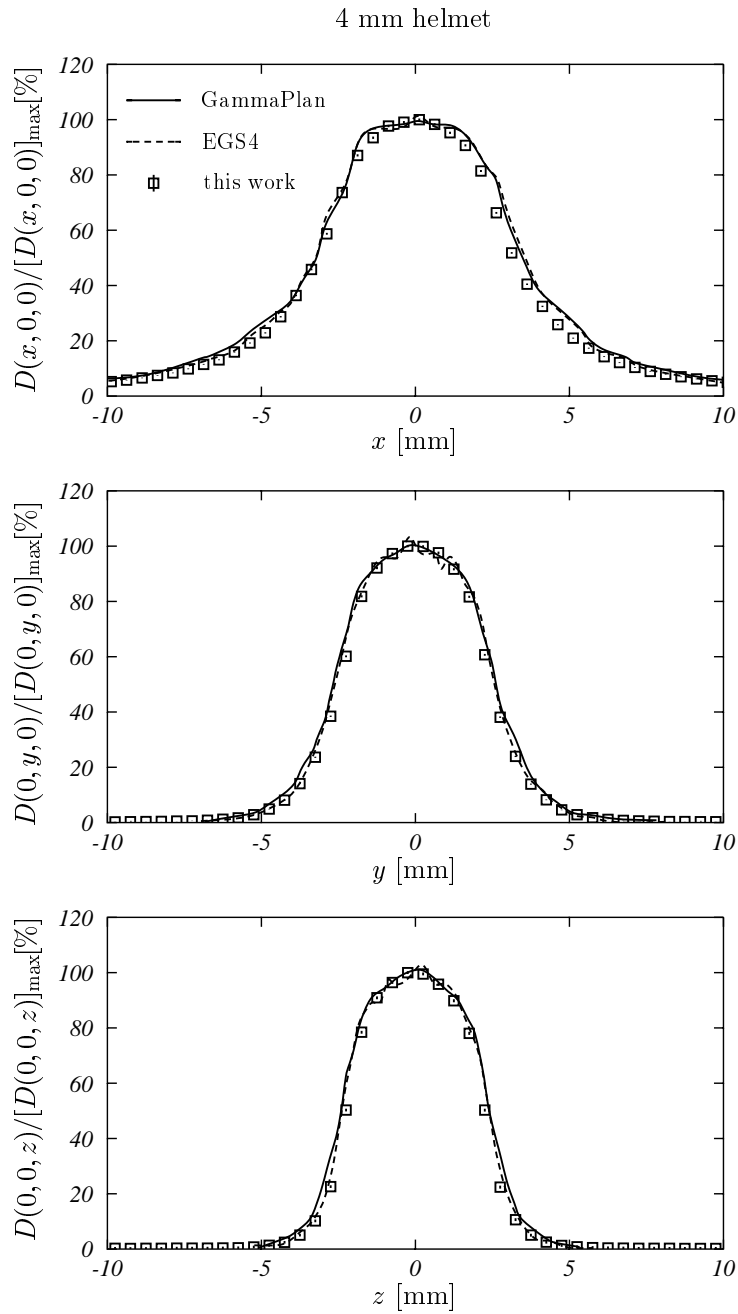 4 mm helmet
D(x, 0, 0)/[D(x, 0, 0)]max[%]
120
100
80
60
40
20
0
GammaPlan
EGS4
this work
-10 -5 0 5 10
x [mm]
D(0, y, 0)/[D(0, y, 0)]max[%]
120
100
80
60
40
20
0
-10 -5 0 5 10
y [mm]
D(0, 0, z)/[D(0, 0, z)]max[%]
120
100
80
60
40
20
0
-10 -5 0 5 10
z [mm]